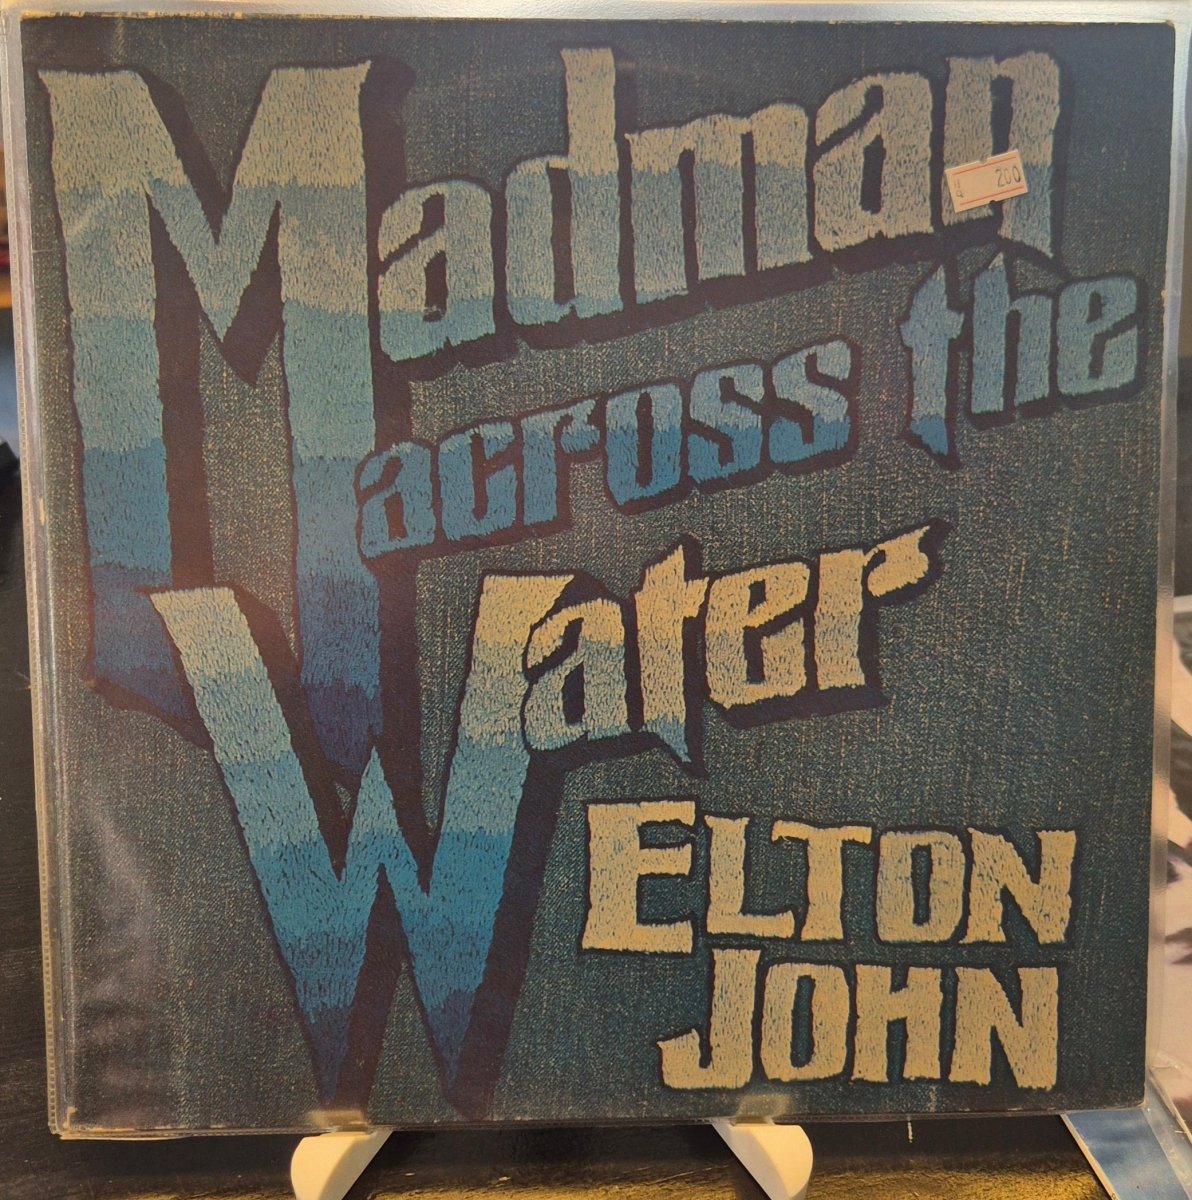 Madman
across the
Water
ELTON
JOHN
200